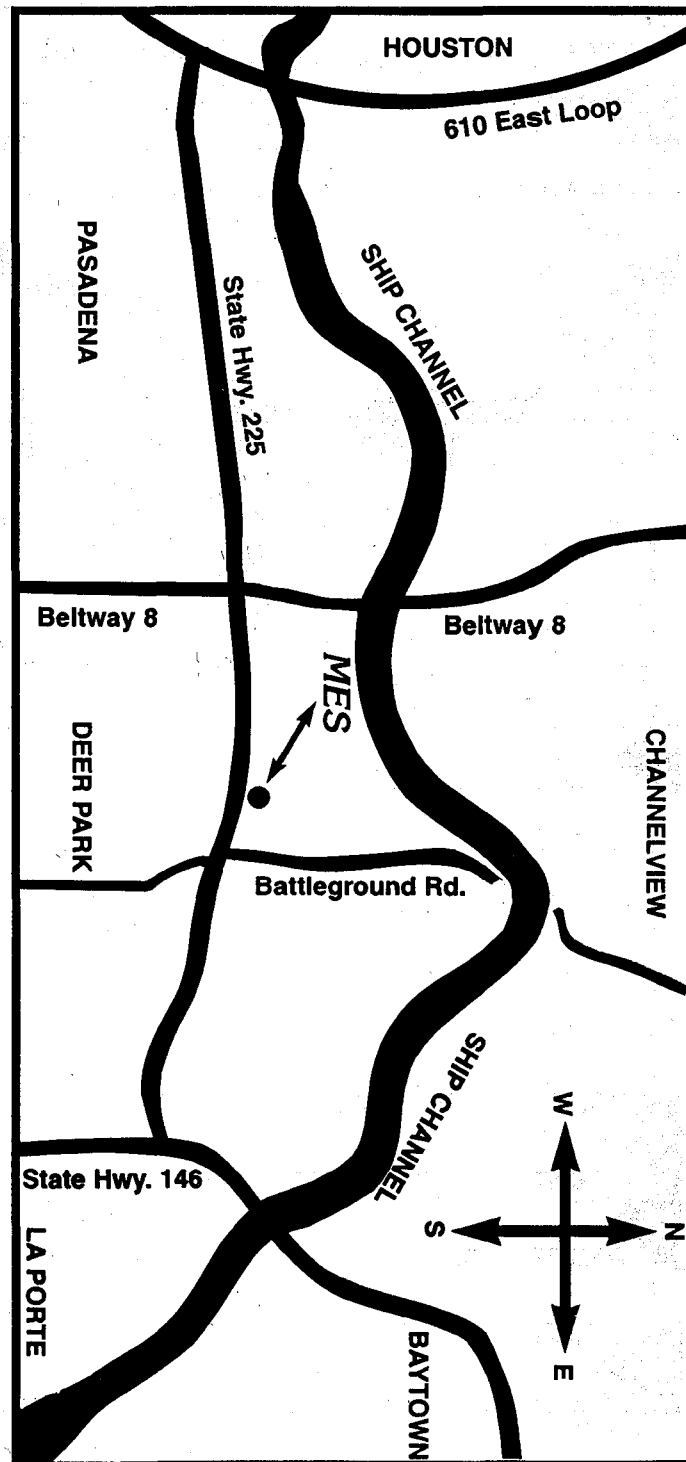 HOUSTON
610 East Loop
PASADENA
State Hwy. 225
SHIP CHANNEL
Beltway 8
Beltway 8
MES
DEER PARK
CHANNELVIEW
Battleground Rd.
SHIP CHANNEL
W
S
N
E
State Hwy. 146
LA PORTE
BAYTOWN